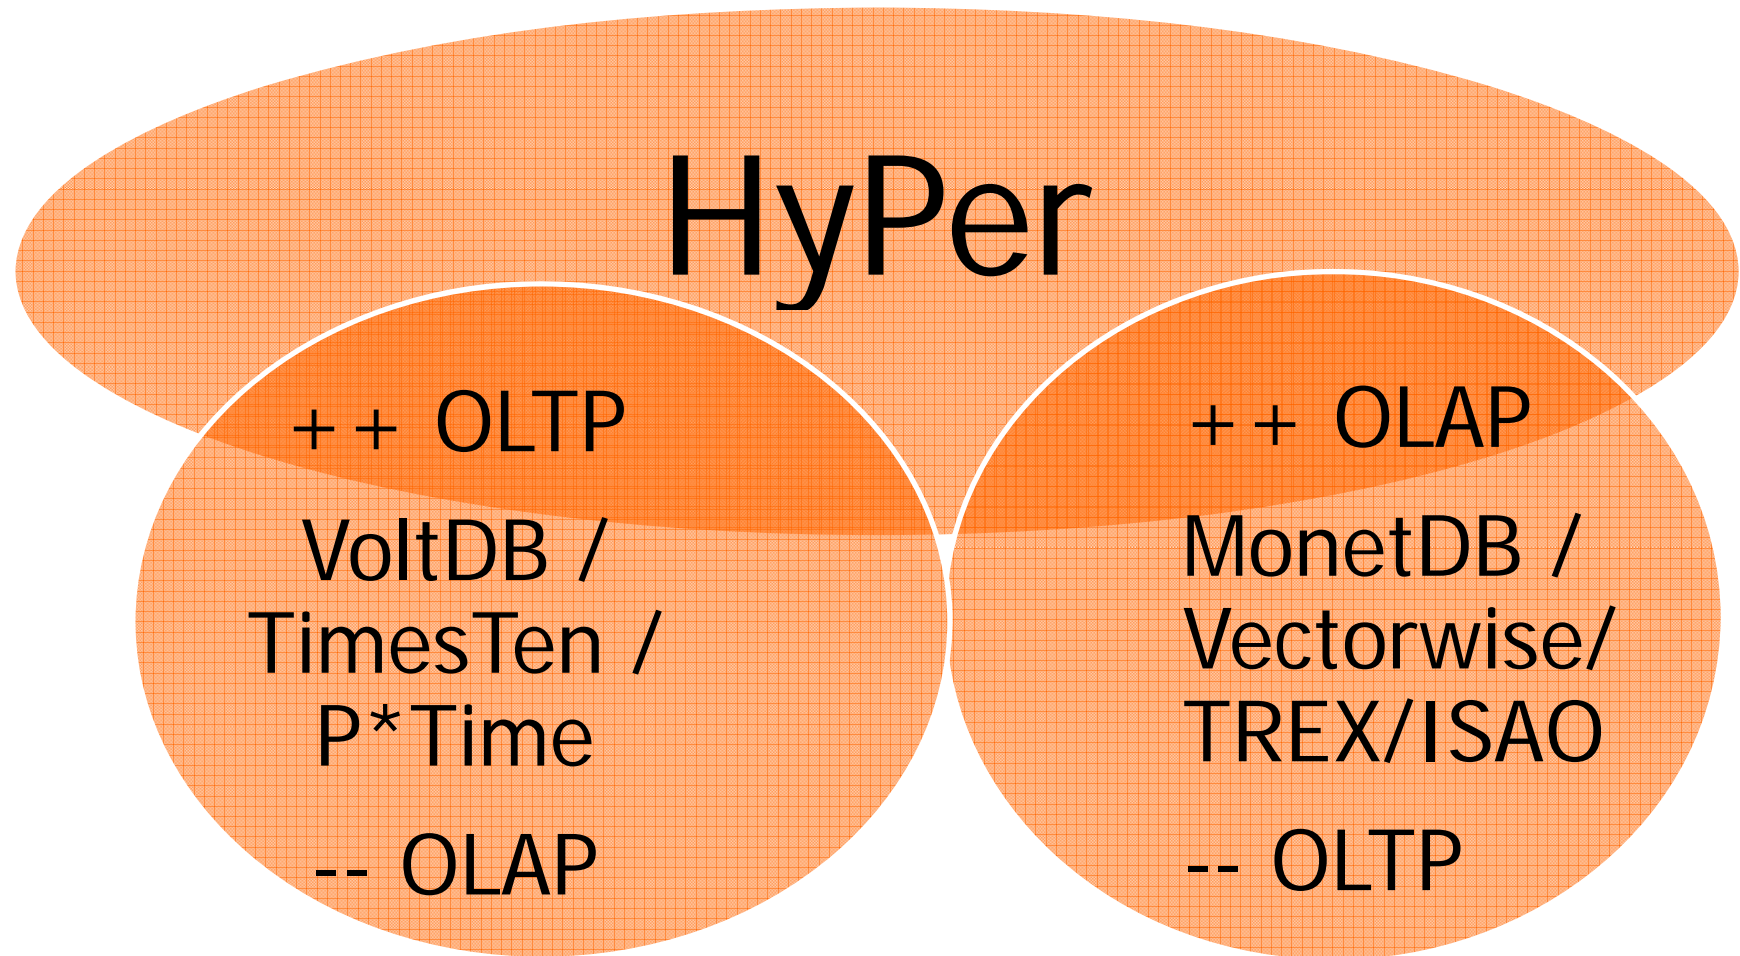 HyPer
++ OLTP
VoltDB /
TimesTen /
P*Time
-- OLAP
++ OLAP
MonetDB /
Vectorwise/
TREX/ISAO
-- OLTP